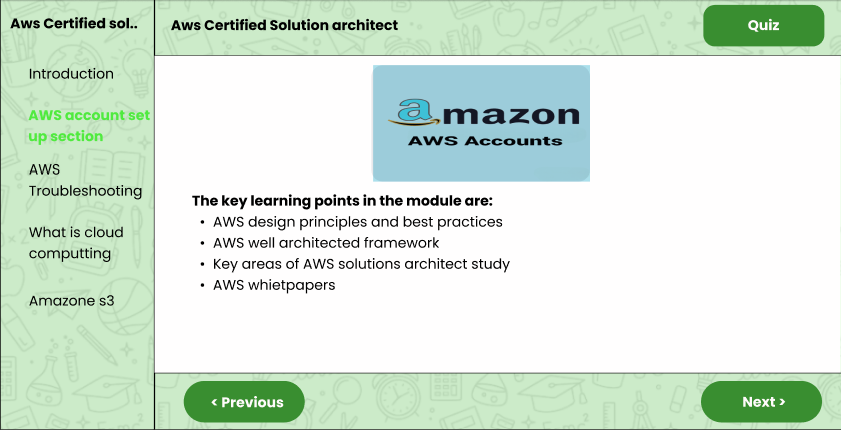 Aws Certified sol..
Introduction
AWS account set
up section
AWS
Troubleshooting
What is cloud
computting
Amazone s3
Aws Certified Solution architect
Quiz
amazon
AWS Accounts
The key learning points in the module are:
• AWS design principles and best practices
• AWS well architected framework
• Key areas of AWS solutions architect study
• AWS whietpapers
< Previous
Next >